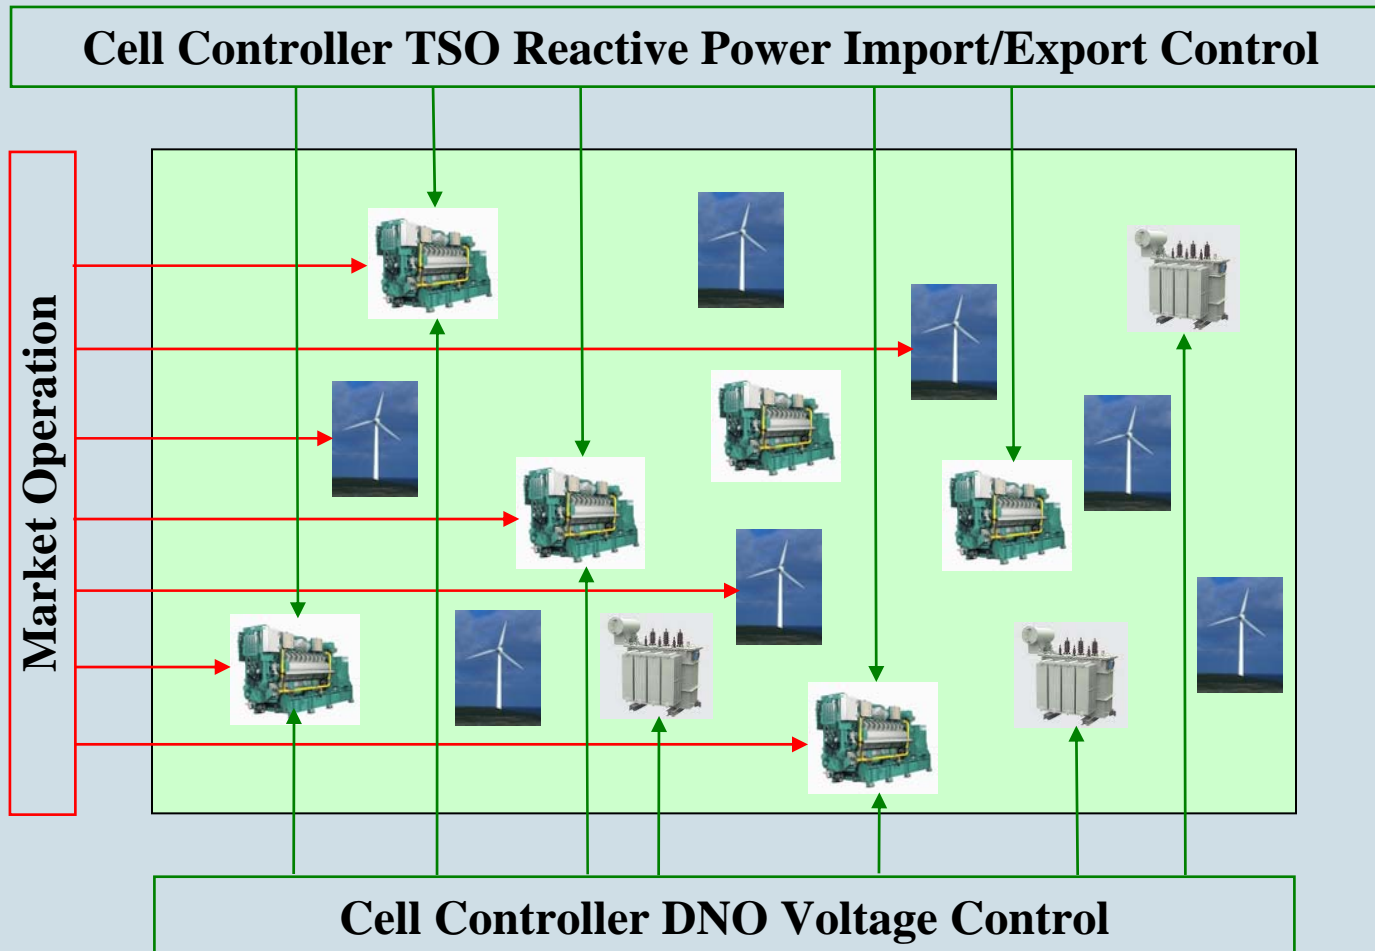 Cell Controller TSO Reactive Power Import/Export Control
Market Operation
Cell Controller DNO Voltage Control